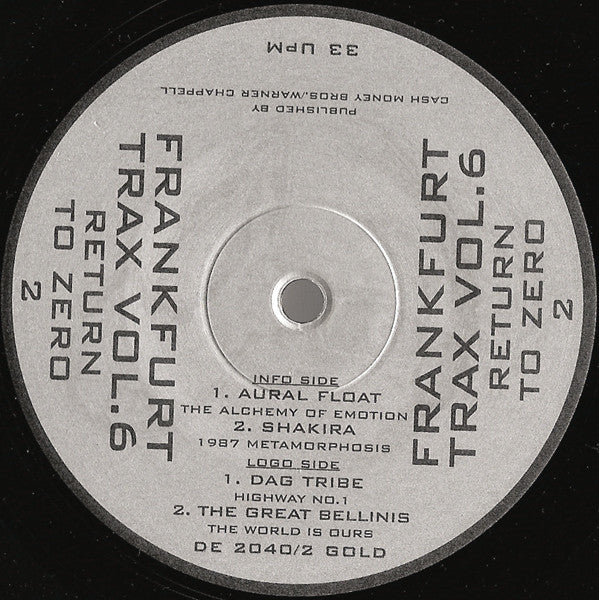 33 UPM
PUBLISHED BY
CASH MONEY BROS./WARNER CHAPPELL
FRANKFURT
TRAX VOL.6
RETURN
TO ZERO
2
FRANKFURT
TRAX VOL.6
RETURN
TO ZERO
2
INFO SIDE
1. AURAL FLOAT
THE ALCHEMY OF EMOTION
2. SHAKIRA
1987 METAMORPHOSIS
LOGO SIDE
1. DAG TRIBE
HIGHWAY NO.1
2. THE GREAT BELLINIS
THE WORLD IS OURS
DE 2040/2 GOLD